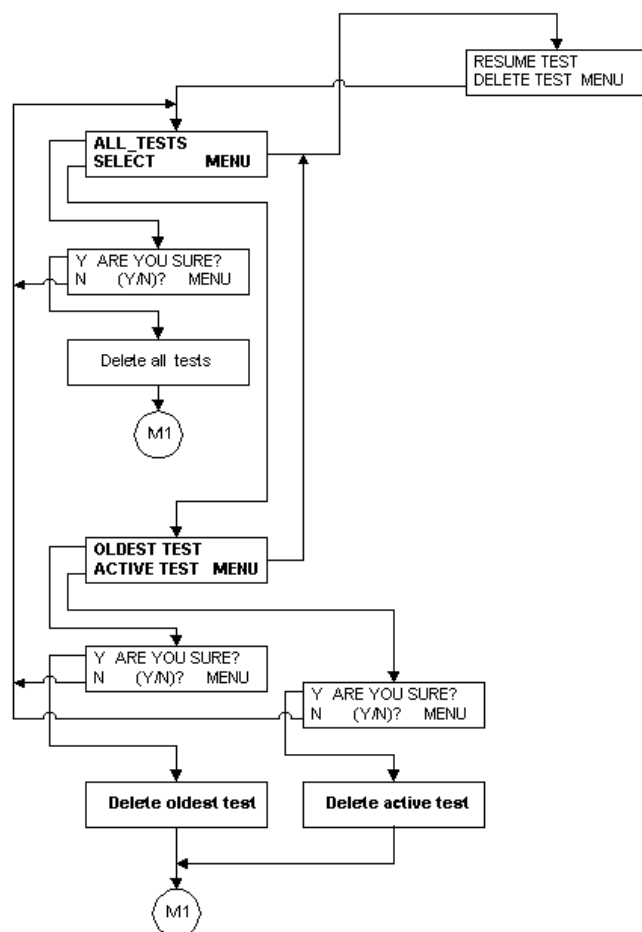 RESUME TEST
DELETE TEST MENU
ALL_TESTS
SELECT MENU
Y ARE YOU SURE?
N (Y/N)? MENU
Delete all tests
M1
OLDEST TEST
ACTIVE TEST MENU
Y ARE YOU SURE?
N (Y/N)? MENU
Y ARE YOU SURE?
N (Y/N)? MENU
Delete oldest test
Delete active test
M1